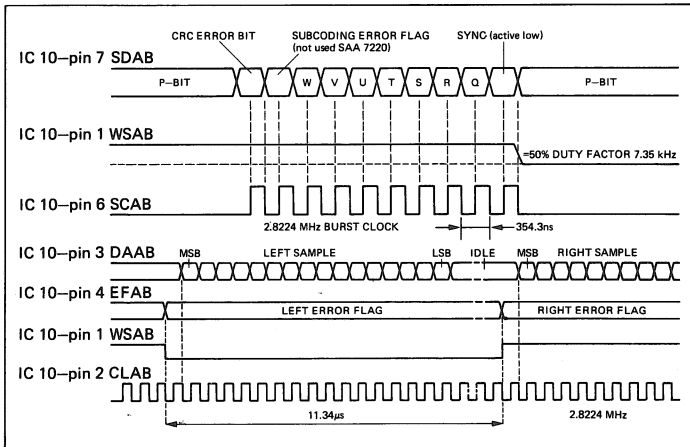 CRC ERROR BIT
SUBCODING ERROR FLAG
(not used SAA 7220)
SYNC (active low)
IC 10—pin 7 SDAB
P–BIT W V U T S R Q P–BIT
IC 10—pin 1 WSAB
=50% DUTY FACTOR 7.35 kHz
IC 10—pin 6 SCAB
2.8224 MHz BURST CLOCK
354.3ns
IC 10—pin 3 DAAB
MSB LEFT SAMPLE LSB IDLE MSB RIGHT SAMPLE
IC 10—pin 4 EFAB
LEFT ERROR FLAG RIGHT ERROR FLAG
IC 10—pin 1 WSAB
IC 10—pin 2 CLAB
11.34µs
2.8224 MHz